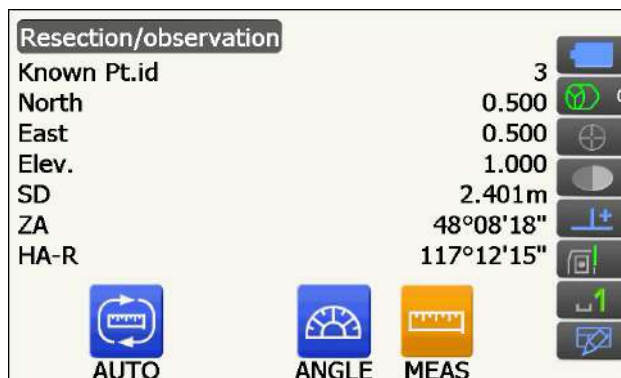 Resection/observation
Known Pt.id 3
North 0.500
East 0.500
Elev. 1.000
SD 2.401m
ZA 48°08'18"
HA-R 117°12'15"
1
AUTO ANGLE MEAS